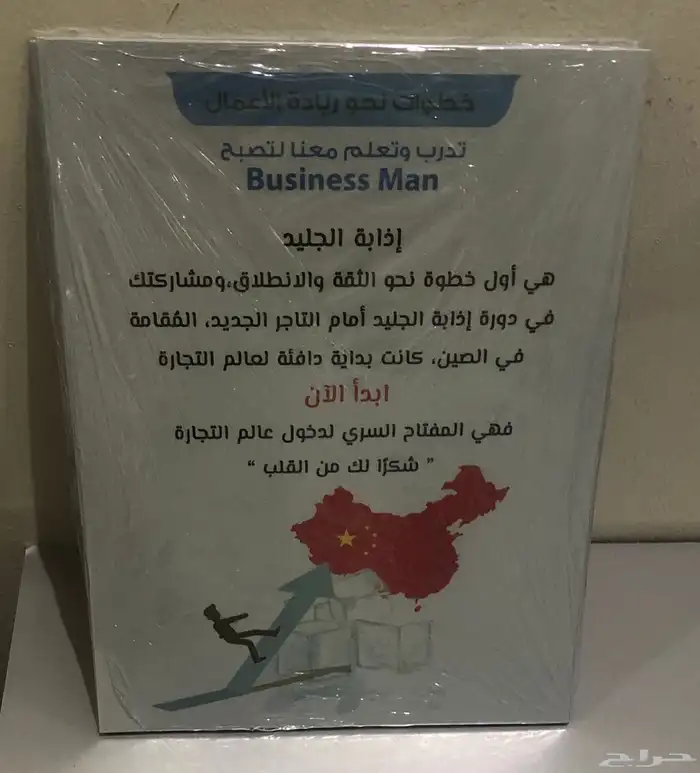 خطوات نحو ريادة الأعمال
تدرب وتعلم معنا لتصبح
Business Man
إذابة الجليد
هي أول خطوة نحو الثقة والانطلاق،ومشاركتك
في دورة إذابة الجليد أمام التاجر الجديد، المُقامة
في الصين، كانت بداية دافئة لعالم التجارة
ابدأ الآن
فهي المفتاح السري لدخول عالم التجارة
” شكرًا لك من القلب “
حراج